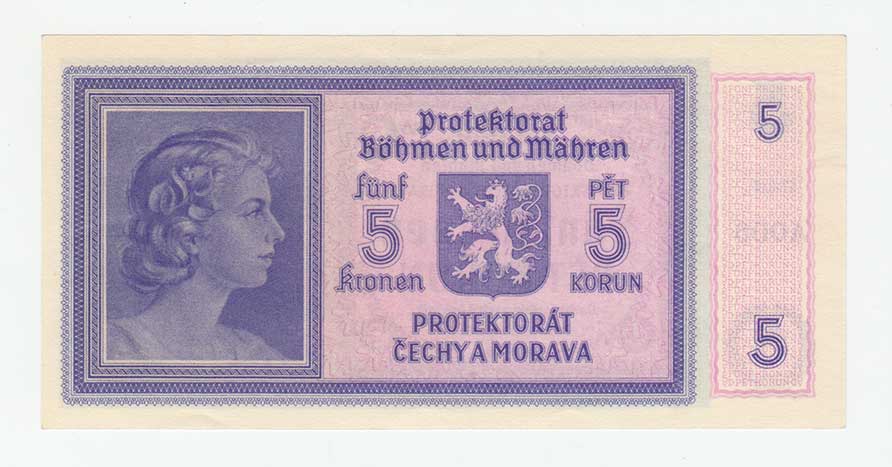 Protektorat
Böhmen und Mähren
fünf
5
Kronen
PĚT
5
KORUN
PROTEKTORÁT
ČECHY A MORAVA
5
5